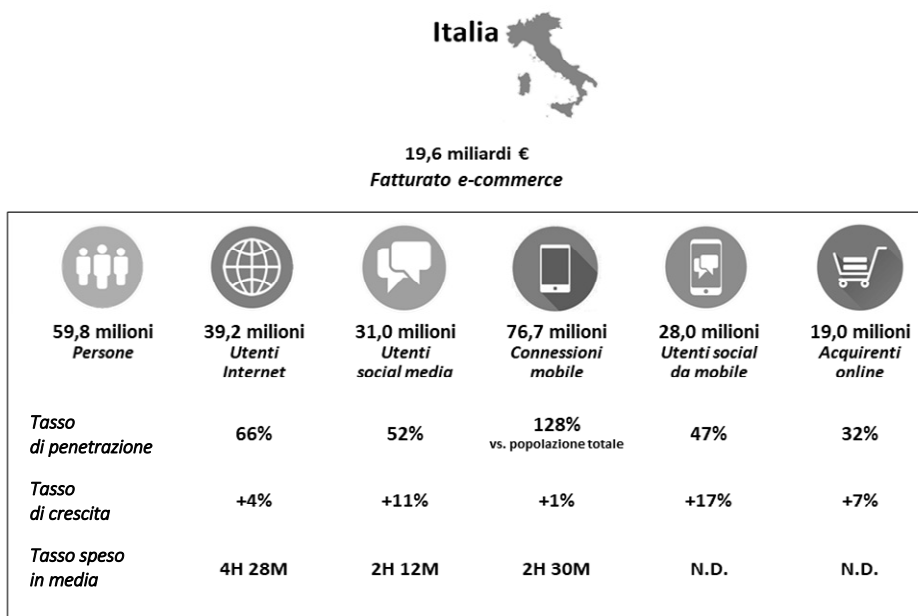 Italia
19,6 miliardi €
Fatturato e-commerce
59,8 milioni
Persone
39,2 milioni
Utenti
Internet
31,0 milioni
Utenti
social media
76,7 milioni
Connessioni
mobile
28,0 milioni
Utenti social
da mobile
19,0 milioni
Acquirenti
online
Tasso
di penetrazione
66%
52%
128%
vs. popolazione totale
47%
32%
Tasso
di crescita
+4%
+11%
+1%
+17%
+7%
Tasso speso
in media
4H 28M
2H 12M
2H 30M
N.D.
N.D.